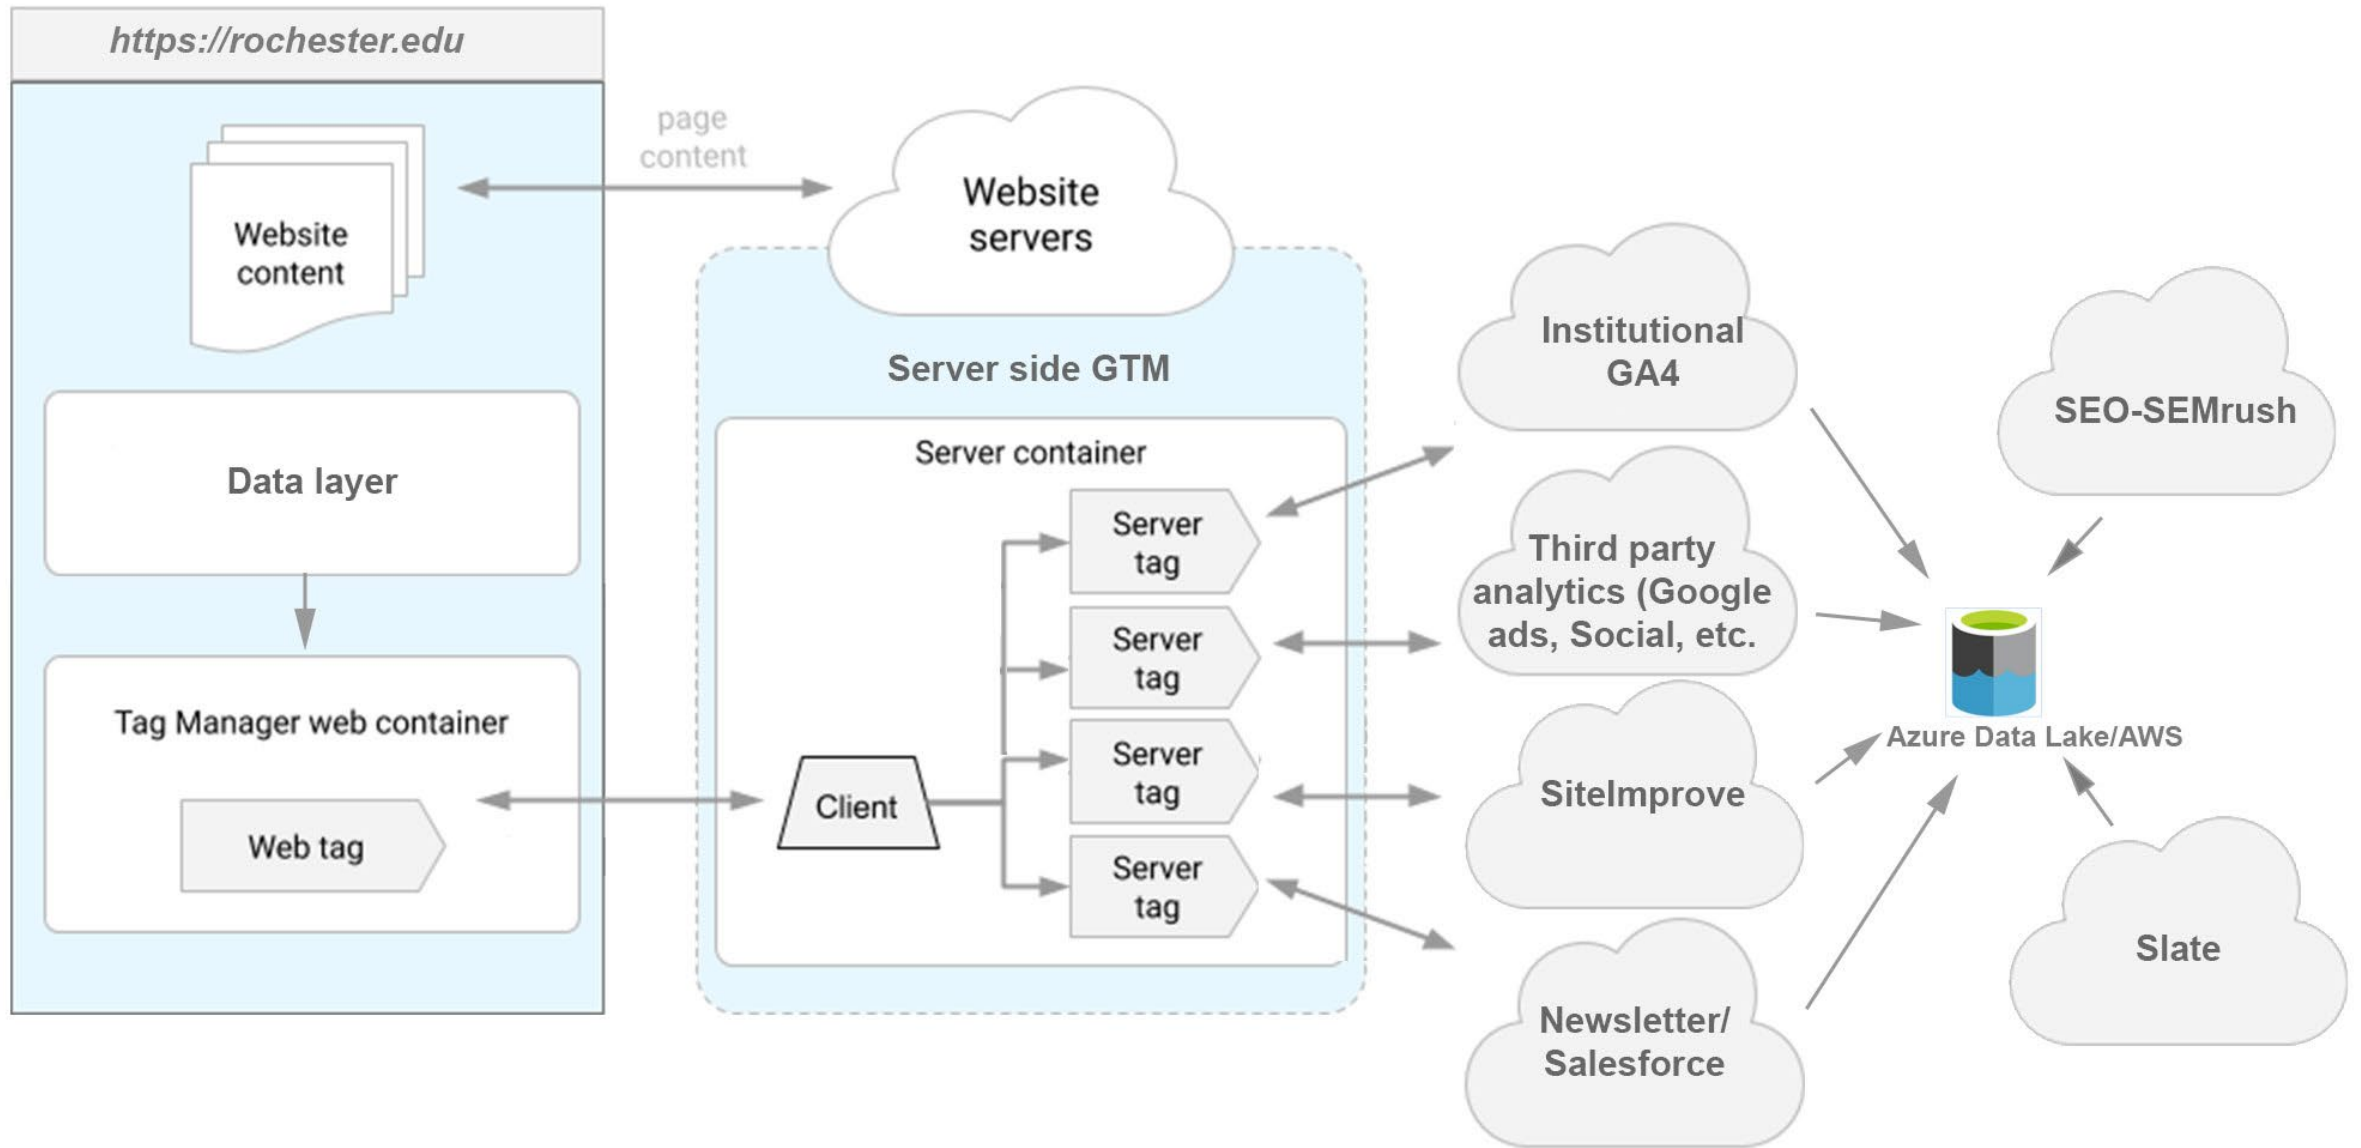 https://rochester.edu
page
content
Website
content
Website
servers
Data layer
Tag Manager web container
Web tag
Server side GTM
Server container
Client
Server
tag
Server
tag
Server
tag
Server
tag
Institutional
GA4
Third party
analytics (Google
ads, Social, etc.
SiteImprove
Newsletter/
Salesforce
SEO-SEMrush
Azure Data Lake/AWS
Slate